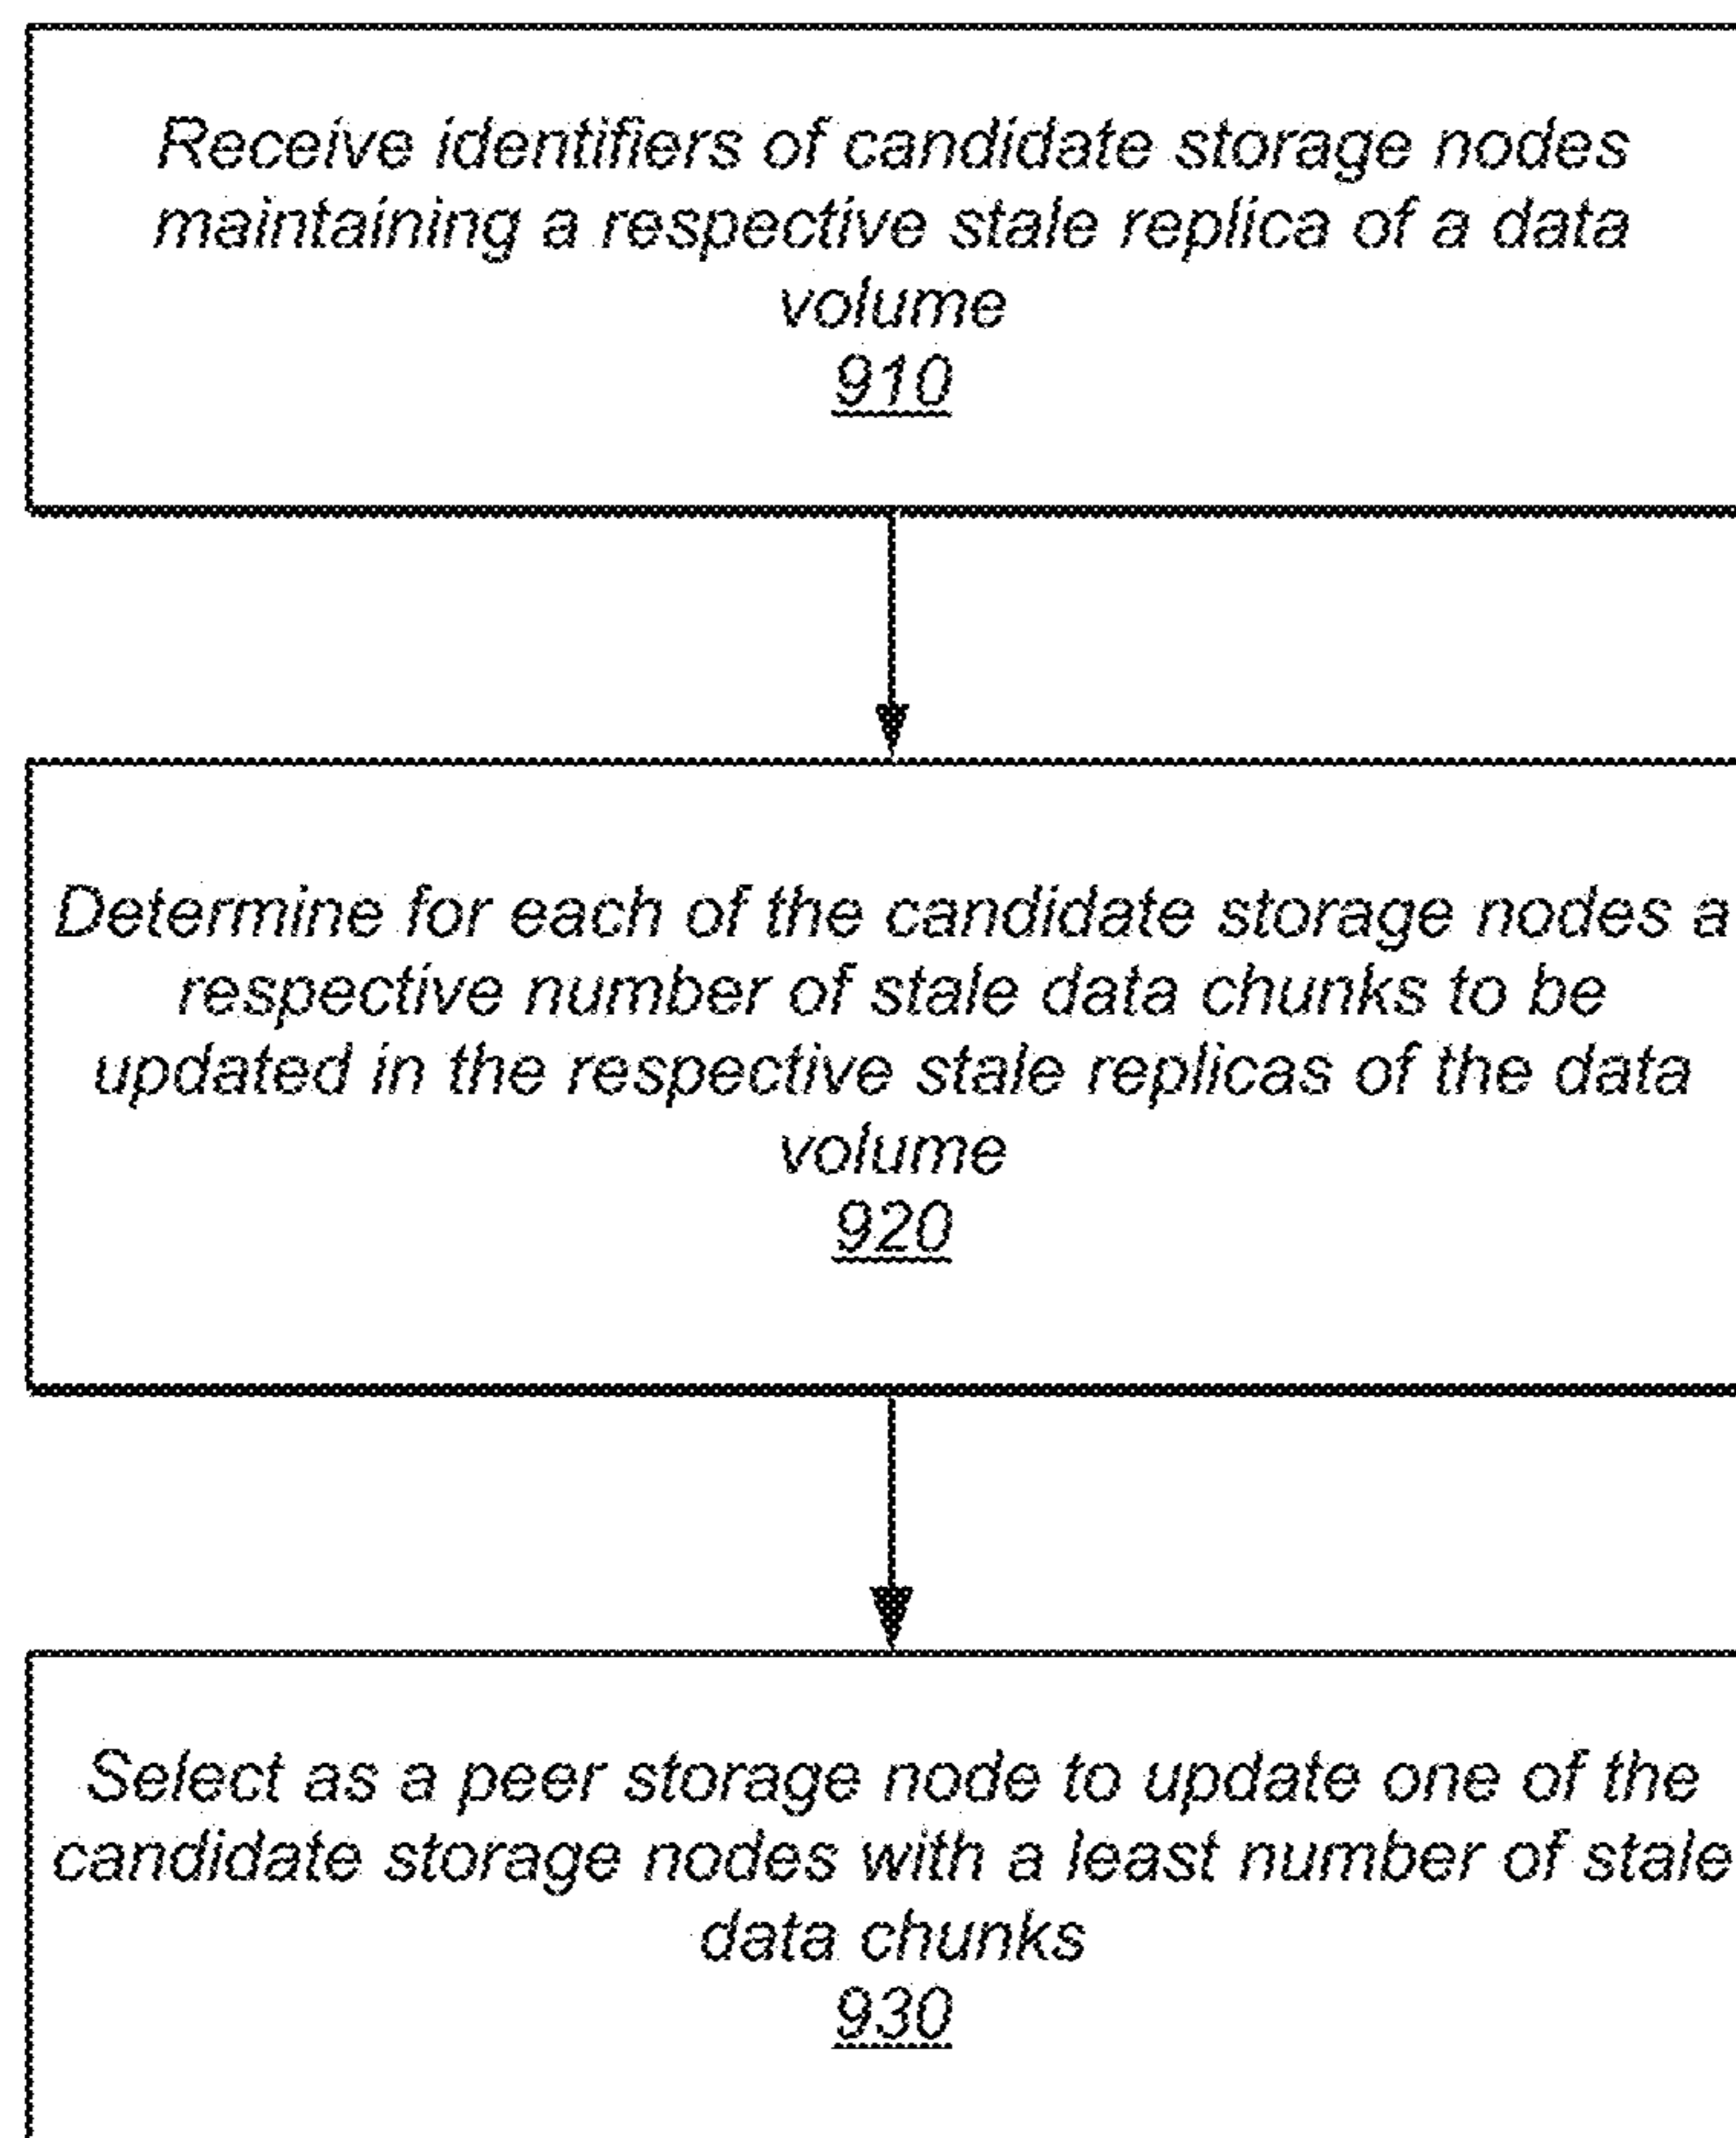 Receive identifiers of candidate storage nodes
maintaining a respective stale replica of a data
volume
910
Determine for each of the candidate storage nodes a
respective number of stale data chunks to be
updated in the respective stale replicas of the data
volume
920
Select as a peer storage node to update one of the
candidate storage nodes with a least number of stale
data chunks
930